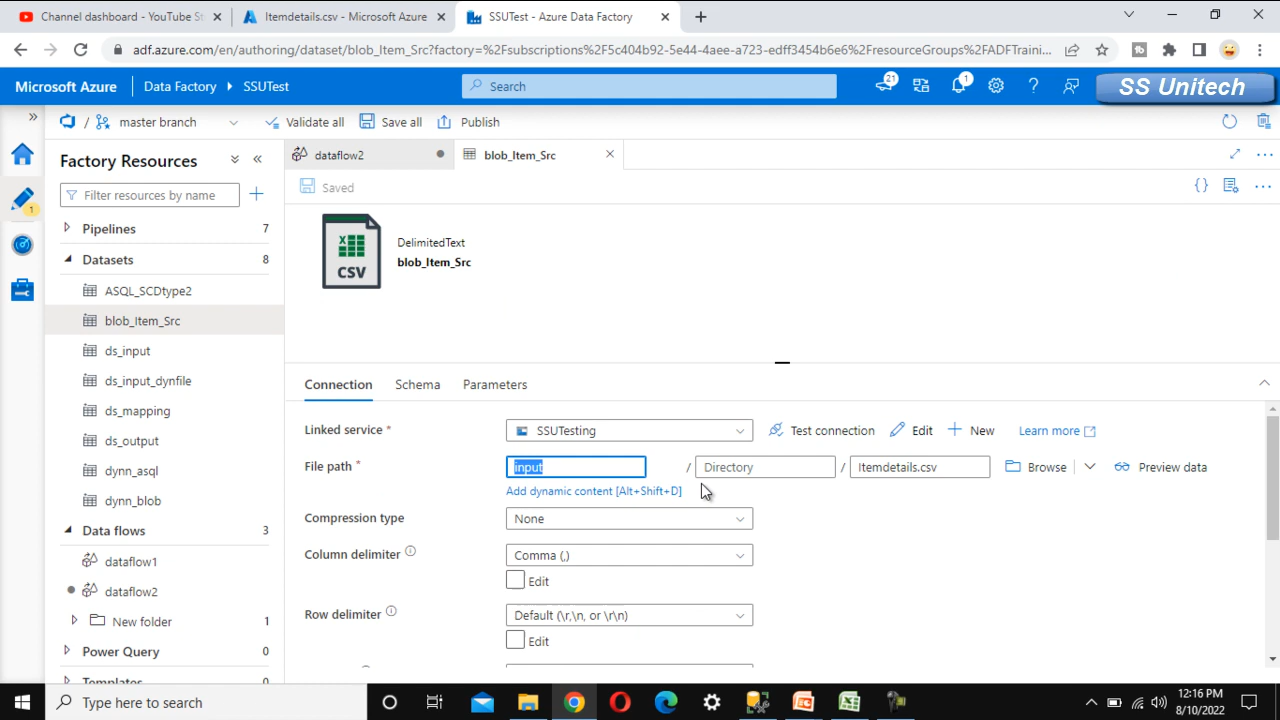 Channel dashboard - YouTube St
Itemdetails.csv - Microsoft Azure
SSUTest - Azure Data Factory
adf.azure.com/en/authoring/dataset/blob_Item_Src?factory=%2Fsubscriptions%2F5c404b92-5e44-4aee-a723-edff3454b6e6%2FresourceGroups%2FADFTraini...
Microsoft Azure
Data Factory
SSUTest
Search
21
1
SS Unitech
master branch
Validate all
Save all
Publish
Factory Resources
dataflow2
blob_Item_Src
Saved
Filter resources by name
1
Pipelines
7
Datasets
8
ASQL_SCDtype2
blob_Item_Src
ds_input
ds_input_dynfile
ds_mapping
ds_output
dynn_asql
dynn_blob
Data flows
3
dataflow1
dataflow2
New folder
1
Power Query
0
Templates
CSV
DelimitedText
blob_Item_Src
Connection
Schema
Parameters
Linked service *
SSUTesting
Test connection
Edit
New
Learn more
File path *
input
/
Directory
/
Itemdetails.csv
Browse
Preview data
Add dynamic content [Alt+Shift+D]
Compression type
None
Column delimiter
Comma (,)
Edit
Row delimiter
Default (\r,\n, or \r\n)
Edit
Type here to search
12:16 PM
8/10/2022